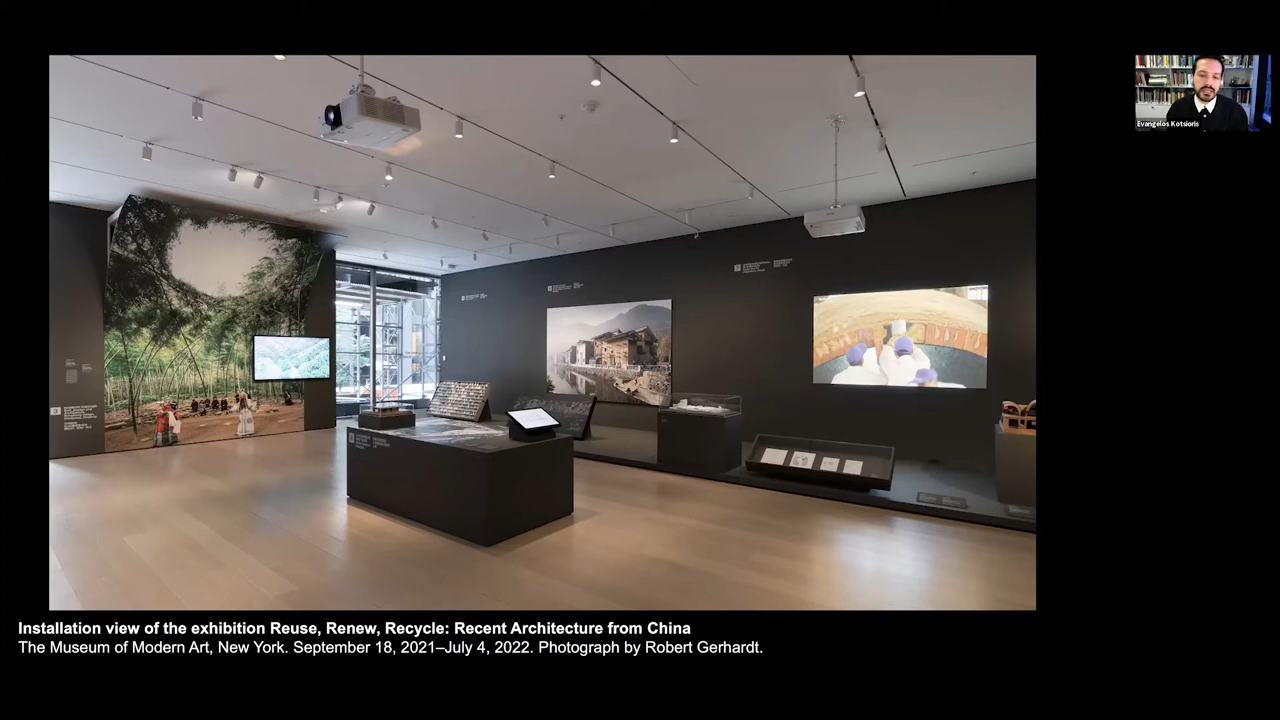 Evangelos Kotsioris
Installation view of the exhibition Reuse, Renew, Recycle: Recent Architecture from China
The Museum of Modern Art, New York. September 18, 2021–July 4, 2022. Photograph by Robert Gerhardt.